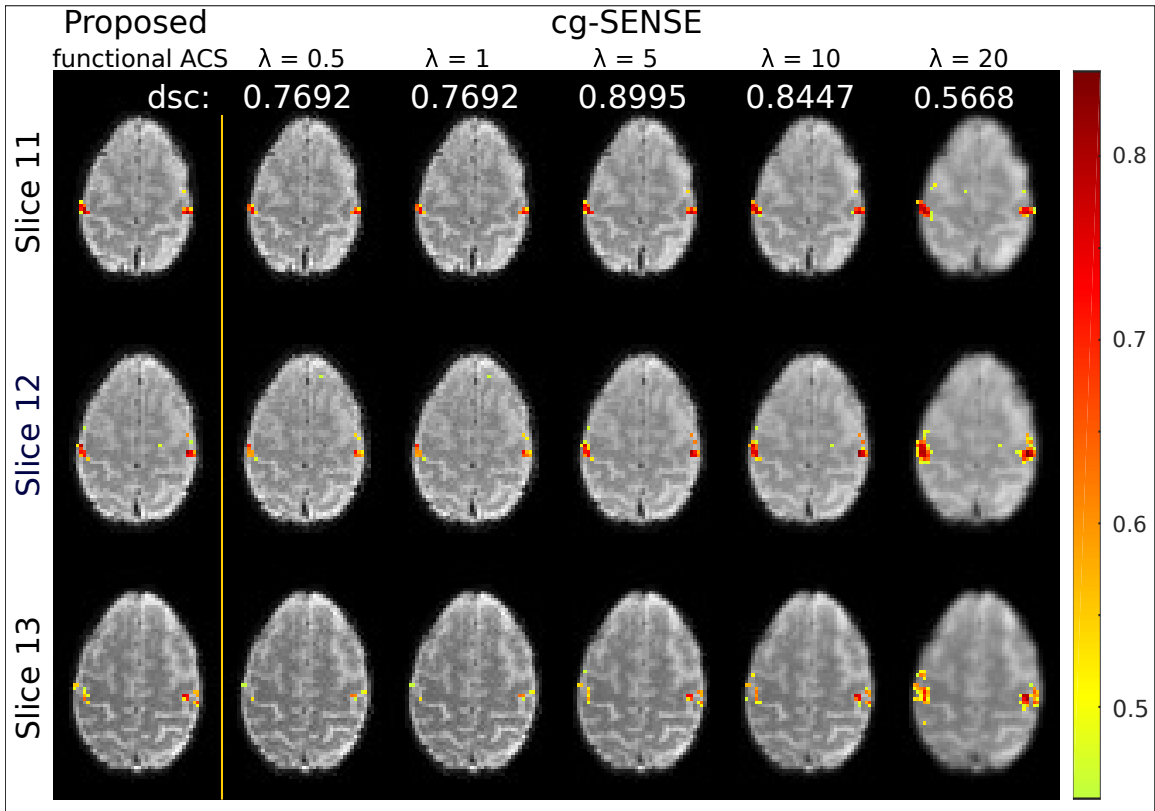 Proposed cg-SENSE
functional ACS λ = 0.5 λ = 1 λ = 5 λ = 10 λ = 20
dsc: 0.7692 0.7692 0.8995 0.8447 0.5668
Slice 11
Slice 12
Slice 13
0.8
0.7
0.6
0.5